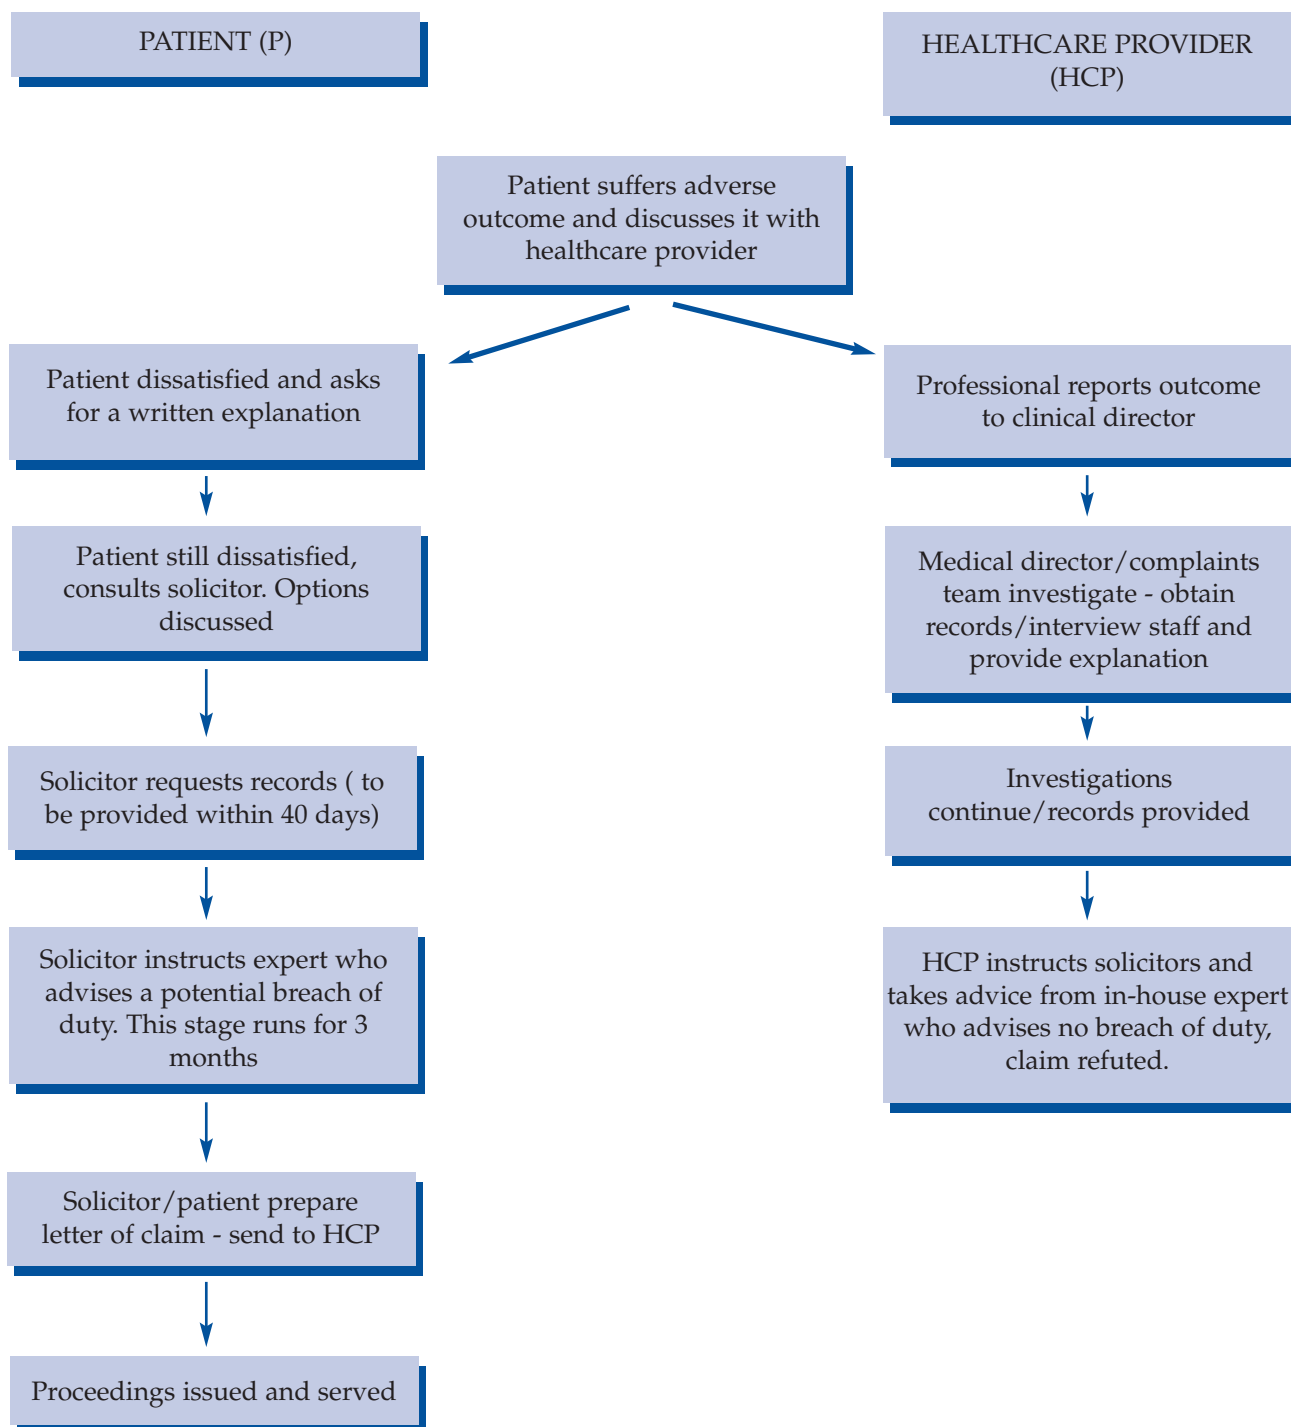 PATIENT (P)
HEALTHCARE PROVIDER
(HCP)
Patient suffers adverse
outcome and discusses it with
healthcare provider
Patient dissatisfied and asks
for a written explanation
Professional reports outcome
to clinical director
Patient still dissatisfied,
consults solicitor. Options
discussed
Medical director/complaints
team investigate - obtain
records/interview staff and
provide explanation
Solicitor requests records ( to
be provided within 40 days)
Investigations
continue/records provided
Solicitor instructs expert who
advises a potential breach of
duty. This stage runs for 3
months
HCP instructs solicitors and
takes advice from in-house expert
who advises no breach of duty,
claim refuted.
Solicitor/patient prepare
letter of claim - send to HCP
Proceedings issued and served